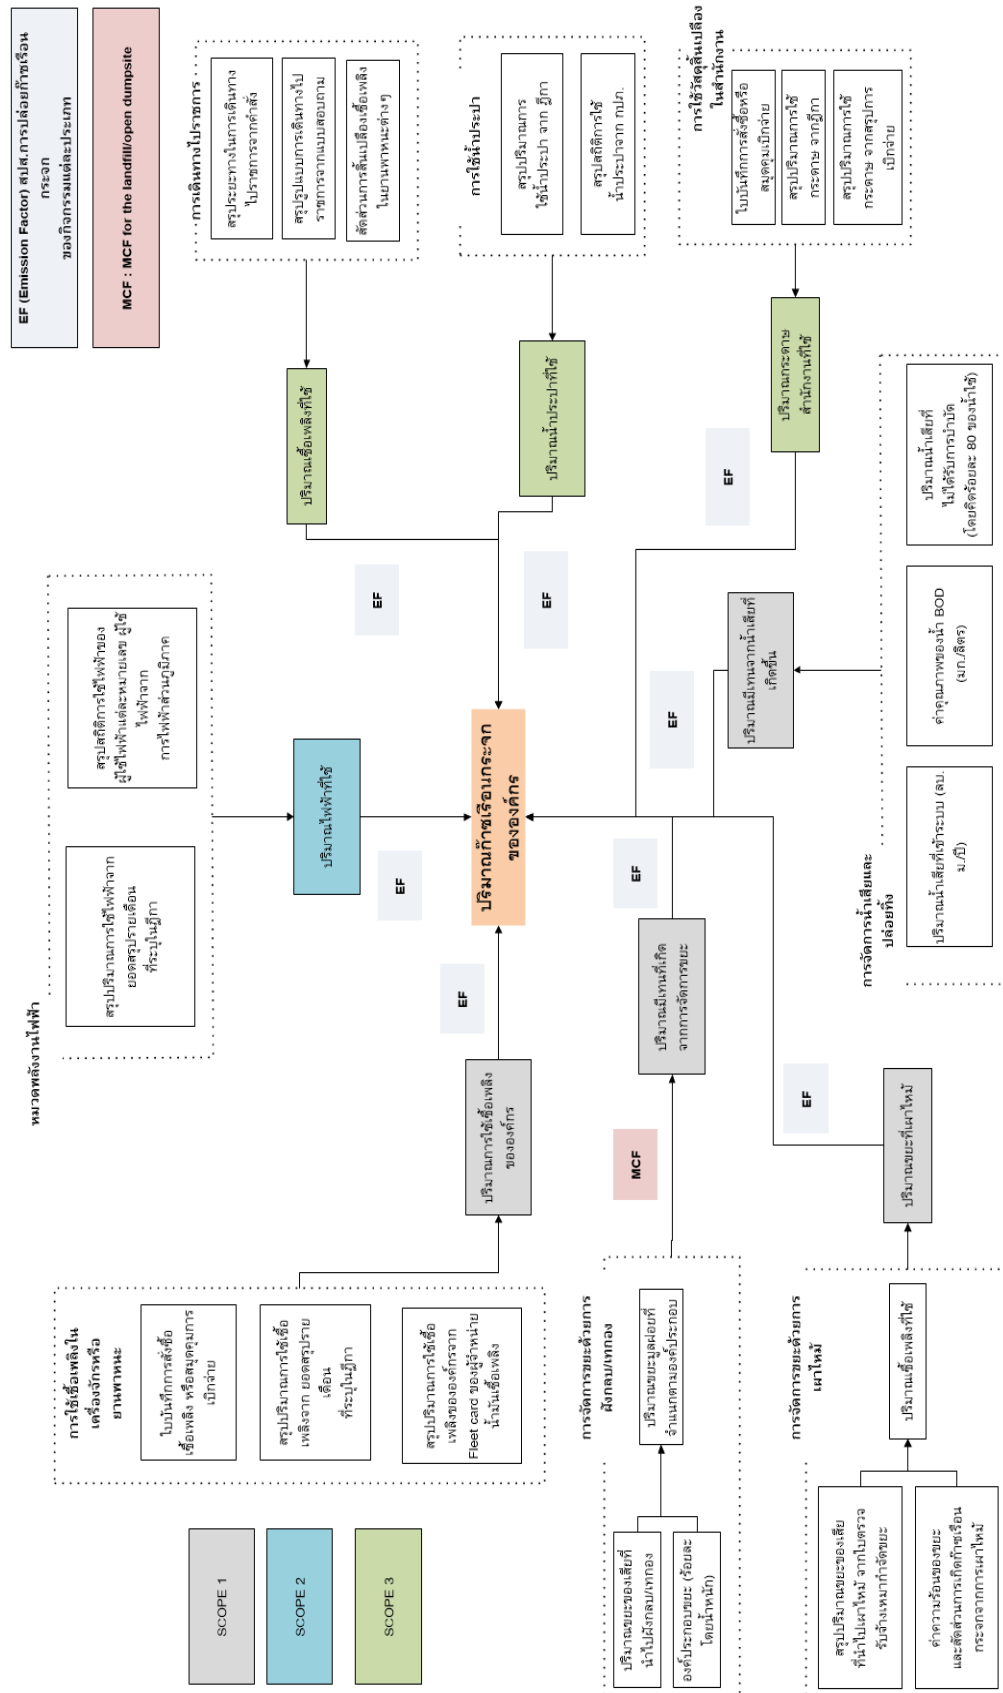 EF (Emission Factor) สปส.การปล่อยก๊าซเรือน
กระจก
ของกิจกรรมแต่ละประเภท
MCF : MCF for the landfill/open dumpsite
หมวดพลังงานไฟฟ้า
สรุปปริมาณการใช้ไฟฟ้าจาก
ยอดสรุปรายเดือน
ที่ระบุในฎีกา
สรุปสถิติการใช้ไฟฟ้าของ
ผู้ใช้ไฟฟ้าแต่ละหมายเลข ผู้ใช้
ไฟฟ้าจาก
การไฟฟ้าส่วนภูมิภาค
ปริมาณไฟฟ้าที่ใช้
EF
การเดินทางไปราชการ
สรุประยะทางในการเดินทาง
ไปราชการจากคำสั่ง
สรุปรูปแบบการเดินทางไป
ราชการจากแบบสอบถาม
สัดส่วนการสิ้นเปลืองเชื้อเพลิง
ในยานพาหนะต่าง ๆ
ปริมาณเชื้อเพลิงที่ใช้
EF
การใช้น้ำประปา
สรุปปริมาณการ
ใช้น้ำประปา จาก ฎีกา
สรุปสถิติการใช้
น้ำประปาจาก กปภ.
ปริมาณน้ำประปาที่ใช้
EF
การใช้วัสดุสิ้นเปลือง
ในสำนักงาน
ใบบันทึกการสั่งซื้อหรือ
สมุดคุมเบิกจ่าย
สรุปปริมาณการใช้
กระดาษ จากฎีกา
สรุปปริมาณการใช้
กระดาษ จากสรุปการ
เบิกจ่าย
ปริมาณกระดาษ
สำนักงานที่ใช้
EF
การใช้เชื้อเพลิงใน
เครื่องจักรหรือ
ยานพาหนะ
ใบบันทึกการสั่งซื้อ
เชื้อเพลิง หรือสมุดคุมการ
เบิกจ่าย
สรุปปริมาณการใช้เชื้อ
เพลิงจาก ยอดสรุปราย
เดือน
ที่ระบุในฎีกา
สรุปปริมาณการใช้เชื้อ
เพลิงขององค์กรจาก
Fleet card ของผู้จำหน่าย
น้ำมันเชื้อเพลิง
ปริมาณการใช้เชื้อเพลิง
ขององค์กร
EF
ปริมาณก๊าซเรือนกระจก
ขององค์กร
SCOPE 1
SCOPE 2
SCOPE 3
การจัดการขยะด้วยการ
ฝังกลบ/เทกอง
ปริมาณขยะของเสียที่
นำไปฝังกลบ/เทกอง
องค์ประกอบขยะ (ร้อยละ
โดยน้ำหนัก)
ปริมาณขยะมูลฝอยที่
จำแนกตามองค์ประกอบ
MCF
ปริมาณมีเทนที่เกิด
จากการจัดการขยะ
EF
การจัดการขยะด้วยการ
เผาไหม้
สรุปปริมาณขยะของเสีย
ที่นำไปเผาไหม้ จากใบตรวจ
รับจ้างเหมากำจัดขยะ
ค่าความร้อนของขยะ
และสัดส่วนการเกิดก๊าซเรือน
กระจกจากการเผาไหม้
ปริมาณเชื้อเพลิงที่ใช้
ปริมาณขยะที่เผาไหม้
EF
การจัดการน้ำเสียและ
ปล่อยทิ้ง
ปริมาณน้ำเสียที่เข้าระบบ (ลบ.
ม./ปี)
ค่าคุณภาพของน้ำ BOD
(มก./ลิตร)
ปริมาณน้ำเสียที่
ไม่ได้รับการบำบัด
(โดยคิดร้อยละ 80 ของน้ำใช้)
ปริมาณมีเทนจากน้ำเสียที่
เกิดขึ้น
EF